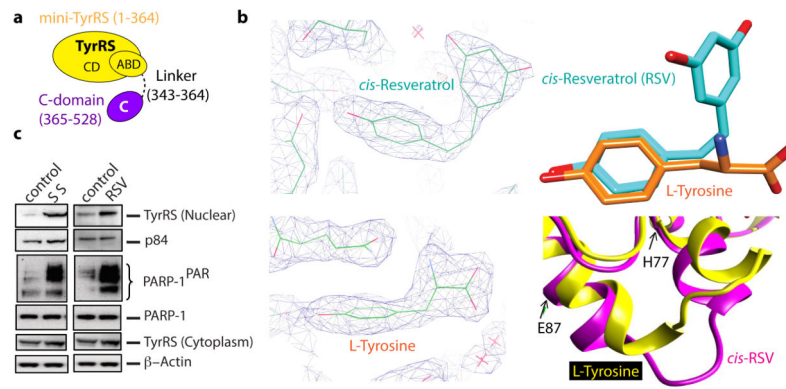 a
mini-TyrRS (1-364)
TyrRS
CD
ABD
Linker
(343-364)
C-domain
(365-528)
C
b
cis-Resveratrol
cis-Resveratrol (RSV)
L-Tyrosine
L-Tyrosine
H77
E87
L-Tyrosine
cis-RSV
c
control
S S
control
RSV
TyrRS (Nuclear)
p84
PARP-1PAR
PARP-1
TyrRS (Cytoplasm)
β-Actin